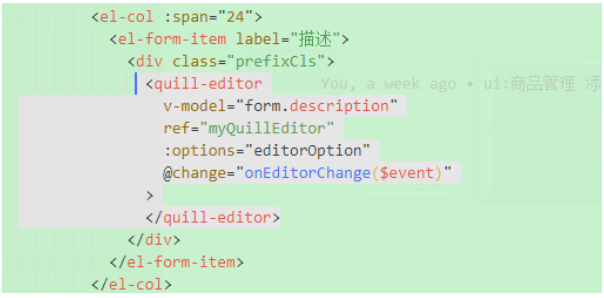 <el-col :span="24">
<el-form-item label="描述">
<div class="prefixCls">
<quill-editor You, a week ago • ui:商品管理 添
v-model="form.description"
ref="myQuillEditor"
:options="editorOption"
@change="onEditorChange($event)"
>
</quill-editor>
</div>
</el-form-item>
</el-col>